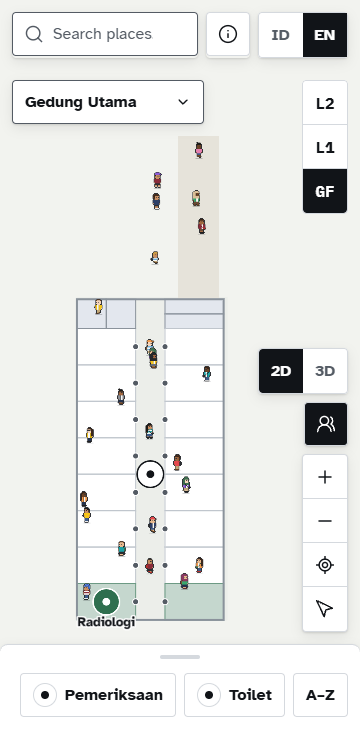 Search places
ID
EN
Gedung Utama
L2
L1
GF
2D
3D
Radiologi
Pemeriksaan
Toilet
A–Z